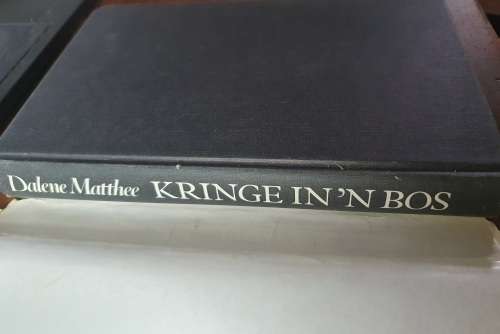 Dalene Matthee KRINGE IN 'N BOS